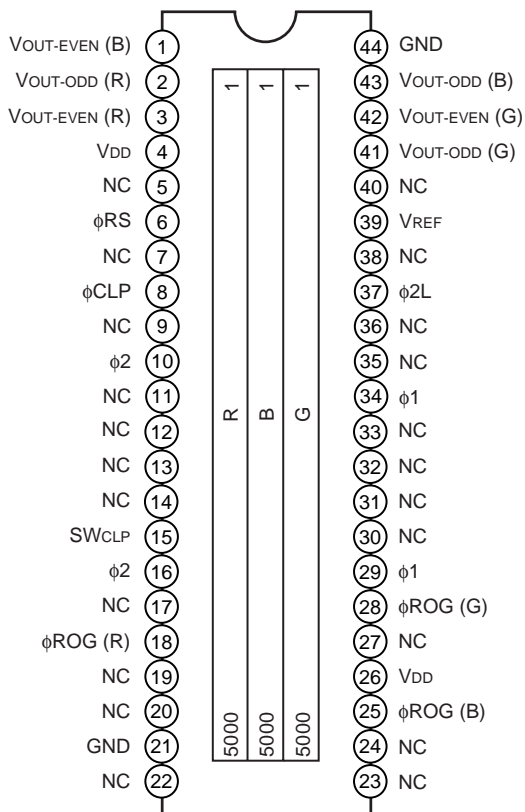 VOUT-EVEN (B) 1
VOUT-ODD (R) 2
VOUT-EVEN (R) 3
VDD 4
NC 5
ϕRS 6
NC 7
ϕCLP 8
NC 9
ϕ2 10
NC 11
NC 12
NC 13
NC 14
SWCLP 15
ϕ2 16
NC 17
ϕROG (R) 18
NC 19
NC 20
GND 21
NC 22
1 1 1
R B G
5000 5000 5000
44 GND
43 VOUT-ODD (B)
42 VOUT-EVEN (G)
41 VOUT-ODD (G)
40 NC
39 VREF
38 NC
37 ϕ2L
36 NC
35 NC
34 ϕ1
33 NC
32 NC
31 NC
30 NC
29 ϕ1
28 ϕROG (G)
27 NC
26 VDD
25 ϕROG (B)
24 NC
23 NC